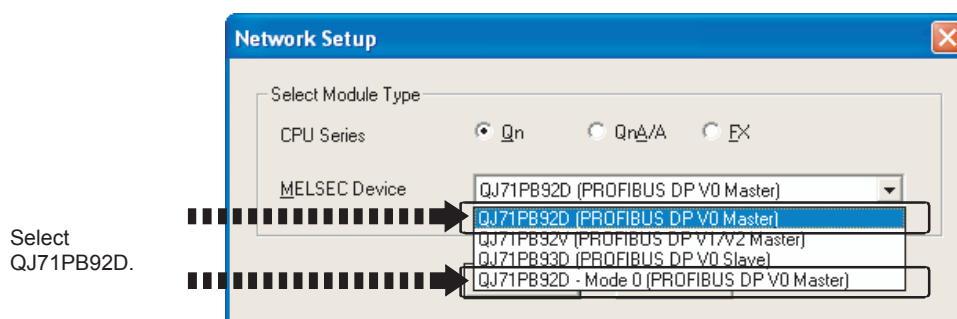 Network Setup
Select Module Type
CPU Series Qn QnA/A FX
MELSEC Device QJ71PB92D (PROFIBUS DP V0 Master)
QJ71PB92D (PROFIBUS DP V0 Master)
QJ71PB92V (PROFIBUS DP V1/V2 Master)
QJ71PB93D (PROFIBUS DP V0 Slave)
QJ71PB92D - Mode 0 (PROFIBUS DP V0 Master)
Select
QJ71PB92D.